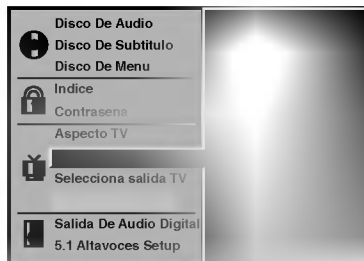 Disco De Audio
Disco De Subtitulo
Disco De Menu
Indice
Contrasena
Aspecto TV
Selecciona salida TV
Salida De Audio Digital
5.1 Altavoces Setup